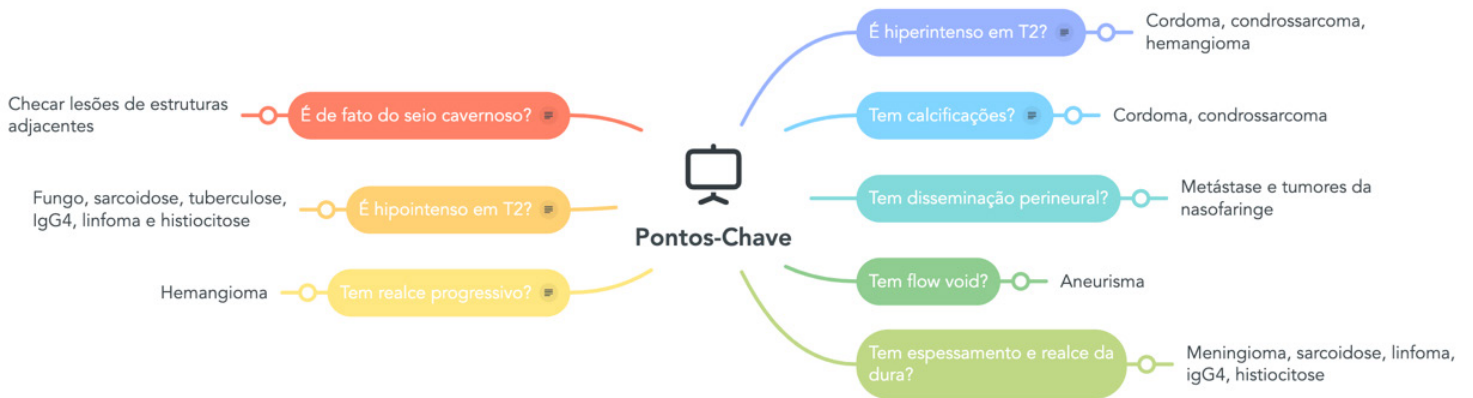 É hiperintenso em T2?
Cordoma, condrossarcoma,
hemangioma
Checar lesões de estruturas
adjacentes
É de fato do seio cavernoso?
Tem calcificações?
Cordoma, condrossarcoma
Fungo, sarcoidose, tuberculose,
IgG4, linfoma e histiocitose
É hipointenso em T2?
Pontos-Chave
Tem disseminação perineural?
Metástase e tumores da
nasofaringe
Hemangioma
Tem realce progressivo?
Tem flow void?
Aneurisma
Tem espessamento e realce da
dura?
Meningioma, sarcoidose, linfoma,
igG4, histiocitose